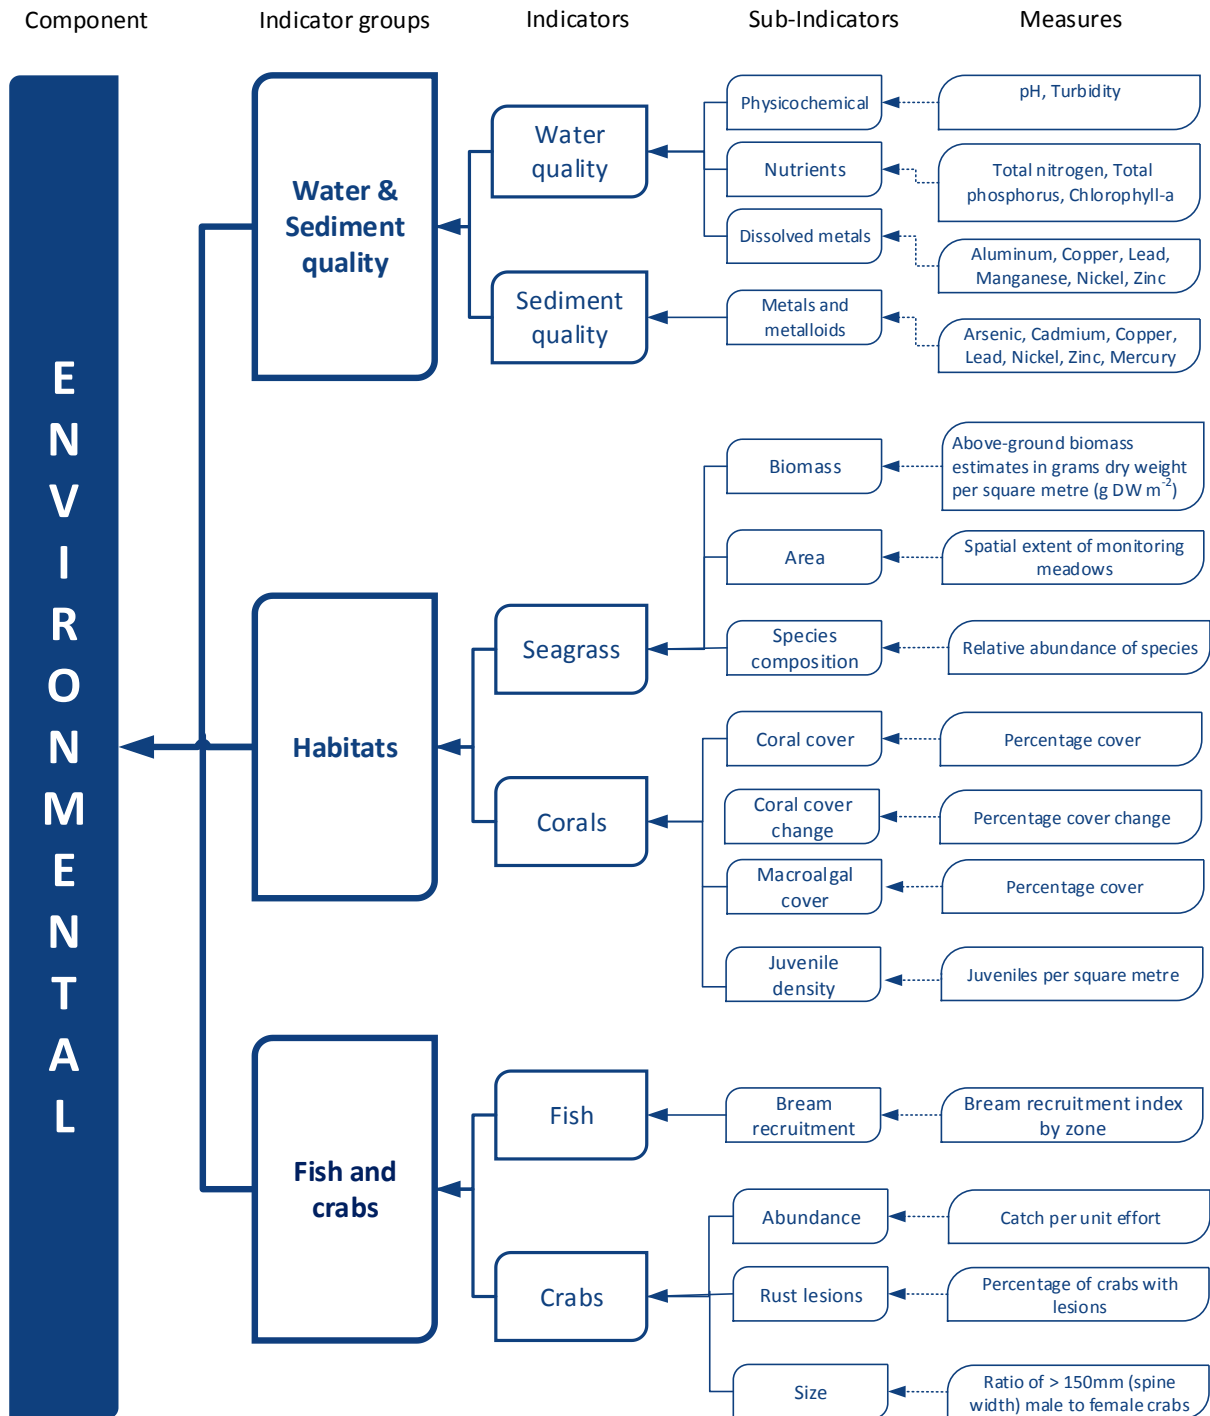 Component
Indicator groups
Indicators
Sub-Indicators
Measures
E
N
V
I
R
O
N
M
E
N
T
A
L
Water &
Sediment
quality
Water
quality
Physicochemical
pH, Turbidity
Nutrients
Total nitrogen, Total
phosphorus, Chlorophyll-a
Dissolved metals
Aluminum, Copper, Lead,
Manganese, Nickel, Zinc
Sediment
quality
Metals and
metalloids
Arsenic, Cadmium, Copper,
Lead, Nickel, Zinc, Mercury
Habitats
Seagrass
Biomass
Above-ground biomass
estimates in grams dry weight
per square metre (g DW m⁻²)
Area
Spatial extent of monitoring
meadows
Species
composition
Relative abundance of species
Corals
Coral cover
Percentage cover
Coral cover
change
Percentage cover change
Macroalgal
cover
Percentage cover
Juvenile
density
Juveniles per square metre
Fish and
crabs
Fish
Bream
recruitment
Bream recruitment index
by zone
Crabs
Abundance
Catch per unit effort
Rust lesions
Percentage of crabs with
lesions
Size
Ratio of > 150mm (spine
width) male to female crabs